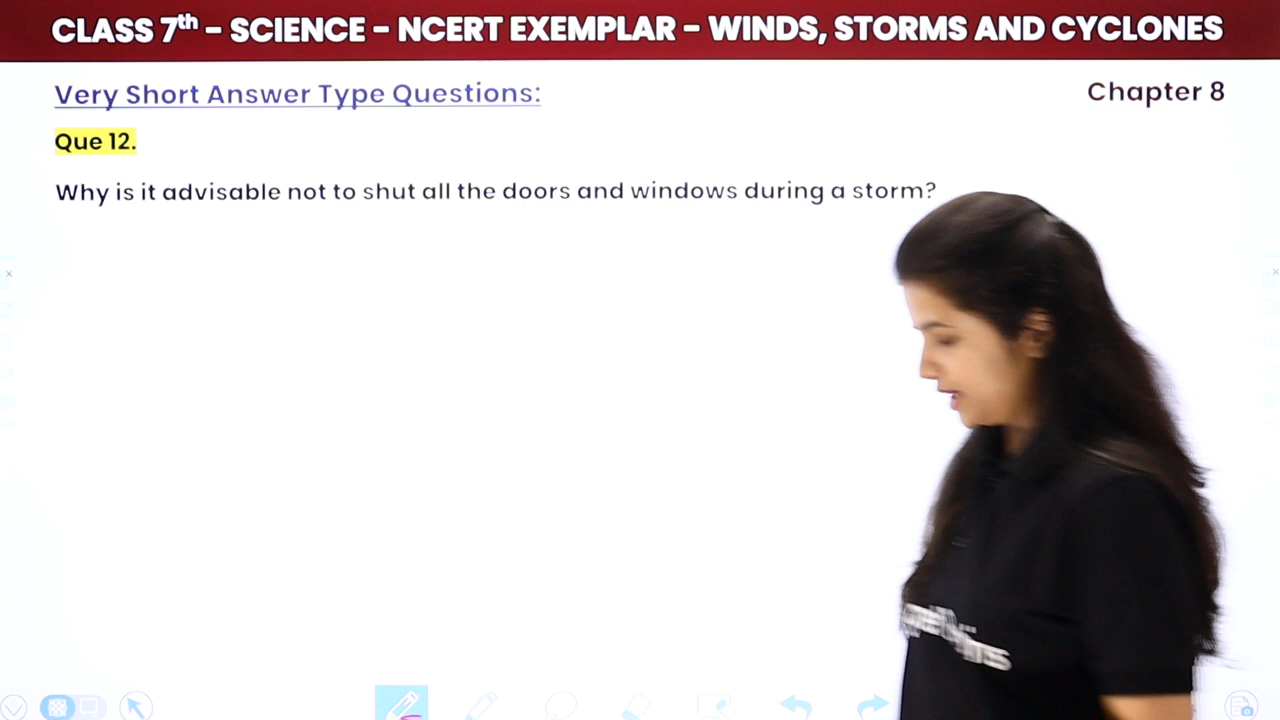 CLASS 7th – SCIENCE – NCERT EXEMPLAR – WINDS, STORMS AND CYCLONES
Very Short Answer Type Questions:
Chapter 8
Que 12.
Why is it advisable not to shut all the doors and windows during a storm?